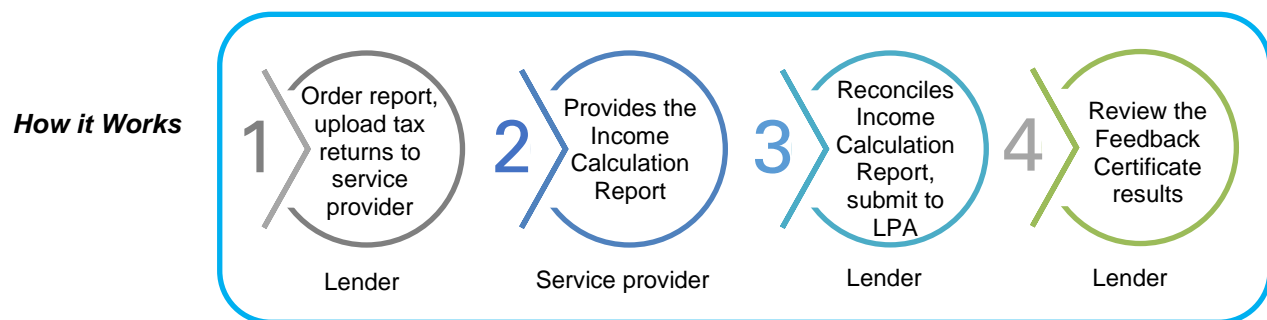 How it Works
1
Order report,
upload tax
returns to
service
provider
Lender
2
Provides the
Income
Calculation
Report
Service provider
3
Reconciles
Income
Calculation
Report,
submit to
LPA
Lender
4
Review the
Feedback
Certificate
results
Lender